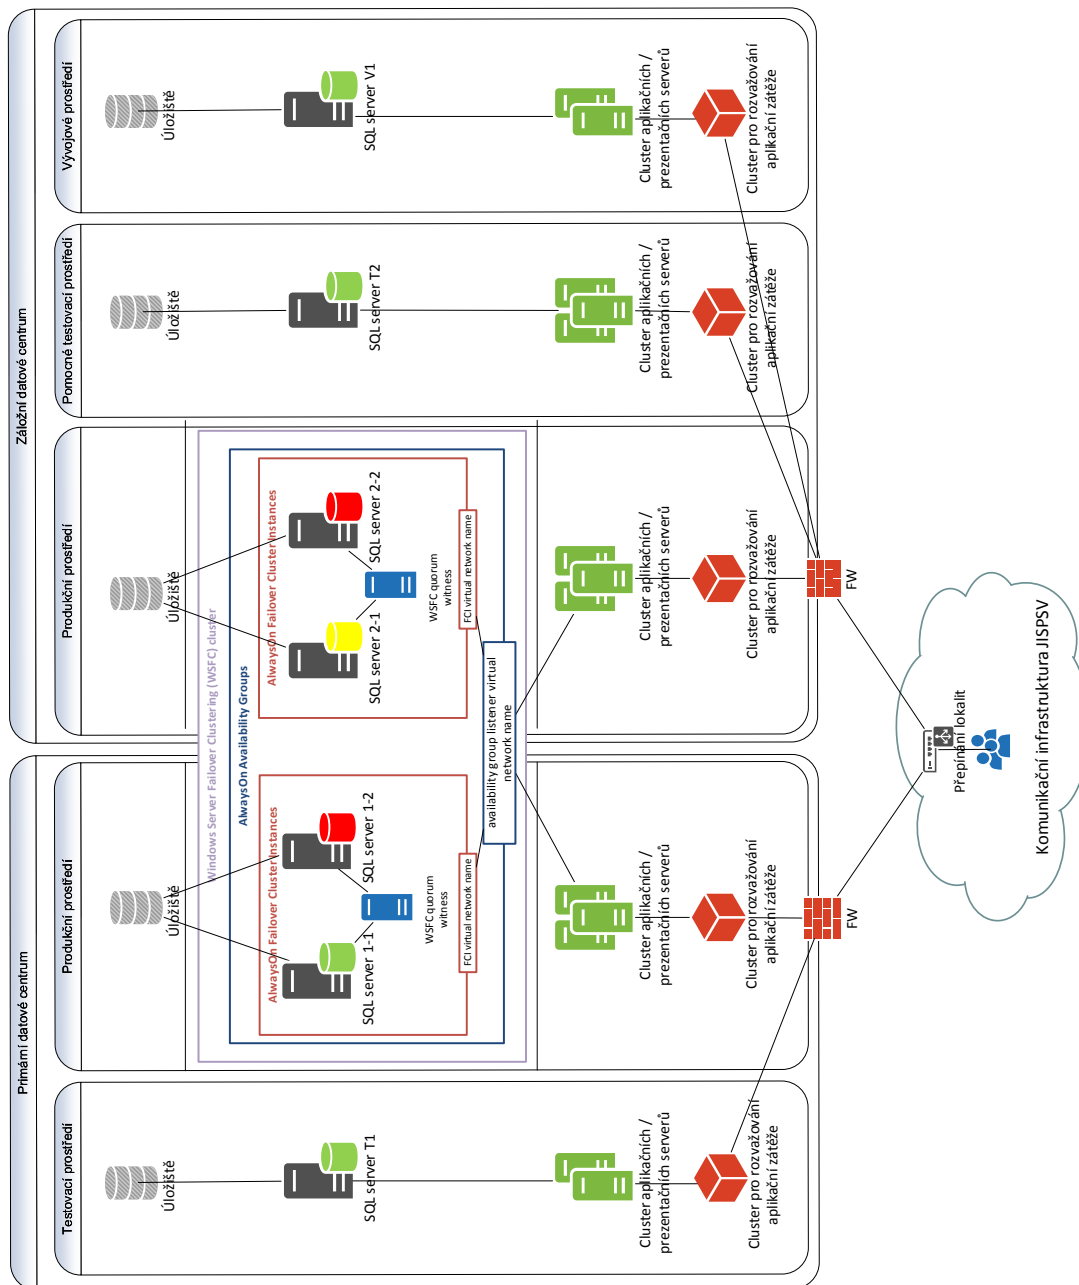 Primární datové centrum
Záložní datové centrum
Testovací prostředí
Produkční prostředí
Produkční prostředí
Pomocné testovací prostředí
Vývojové prostředí
Úložiště
Úložiště
Úložiště
Úložiště
Úložiště
Windows Server Failover Clustering (WSFC) cluster
AlwaysOn Availability Groups
AlwaysOn Failover Cluster Instances
AlwaysOn Failover Cluster Instances
SQL server T1
SQL server 1-1
SQL server 1-2
SQL server 2-1
SQL server 2-2
SQL server T2
SQL server V1
WSFC quorum
witness
WSFC quorum
witness
FCI virtual network name
FCI virtual network name
availability group listener virtual
network name
Cluster aplikačních /
prezentačních serverů
Cluster aplikačních /
prezentačních serverů
Cluster aplikačních /
prezentačních serverů
Cluster aplikačních /
prezentačních serverů
Cluster aplikačních /
prezentačních serverů
Cluster pro rozvažování
aplikační zátěže
Cluster pro rozvažování
aplikační zátěže
Cluster pro rozvažování
aplikační zátěže
Cluster pro rozvažování
aplikační zátěže
Cluster pro rozvažování
aplikační zátěže
FW
FW
Přepínání lokalit
Komunikační infrastruktura JISPSV